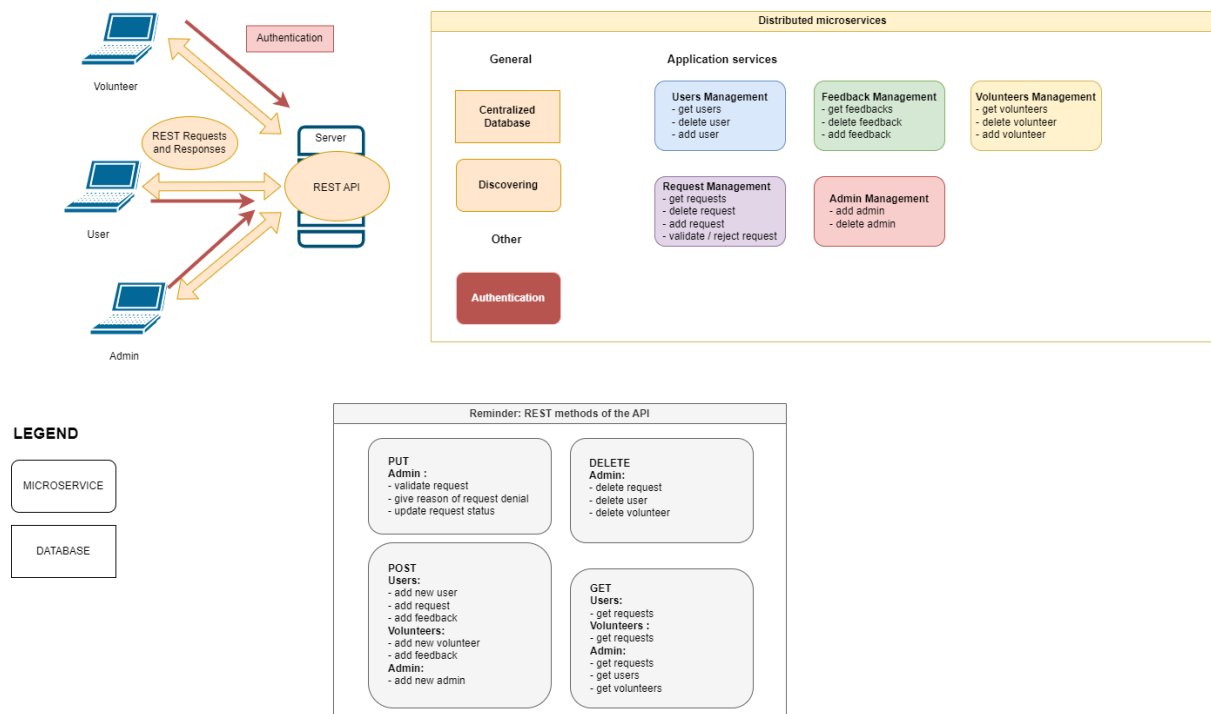 Authentication
Volunteer
REST Requests
and Responses
Server
REST API
User
Admin
Distributed microservices
General
Application services
Centralized
Database
Users Management
- get users
- delete user
- add user
Feedback Management
- get feedbacks
- delete feedback
- add feedback
Volunteers Management
- get volunteers
- delete volunteer
- add volunteer
Discovering
Request Management
- get requests
- delete request
- add request
- validate / reject request
Admin Management
- add admin
- delete admin
Other
Authentication
LEGEND
MICROSERVICE
DATABASE
Reminder: REST methods of the API
PUT
Admin :
- validate request
- give reason of request denial
- update request status
DELETE
Admin:
- delete request
- delete user
- delete volunteer
POST
Users:
- add new user
- add request
- add feedback
Volunteers:
- add new volunteer
- add feedback
Admin:
- add new admin
GET
Users:
- get requests
Volunteers :
- get requests
Admin:
- get requests
- get users
- get volunteers